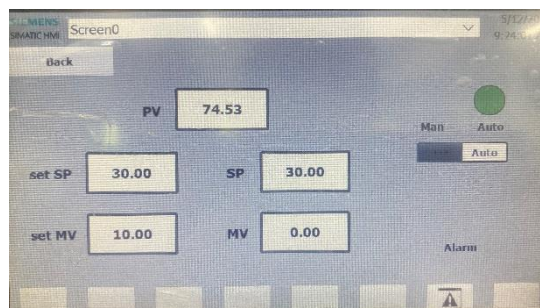 SIEMENS
SIMATIC HMI
Screen0
Back
PV
74.53
Man
Auto
Auto
set SP
30.00
SP
30.00
set MV
10.00
MV
0.00
Alarm